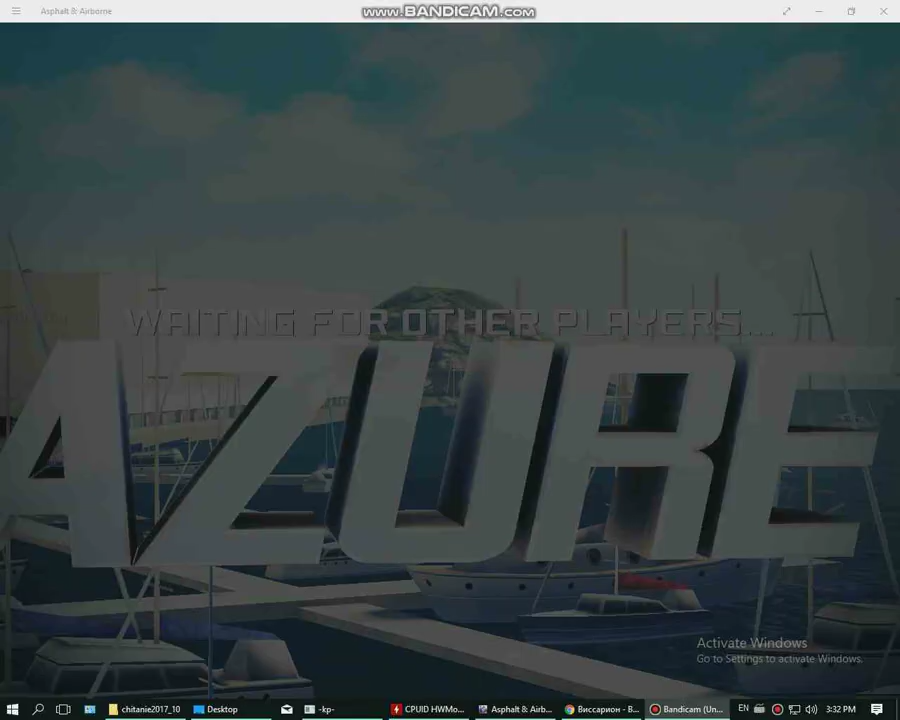 Asphalt 8: Airborne
www.BANDICAM.com
WAITING FOR OTHER PLAYERS...
AZURE
Activate Windows
Go to Settings to activate Windows.
chitanie2017_10
Desktop
-kp-
CPUID HWMo...
Asphalt 8: Airb...
Виссарион - В...
Bandicam (Un...
EN
3:32 PM